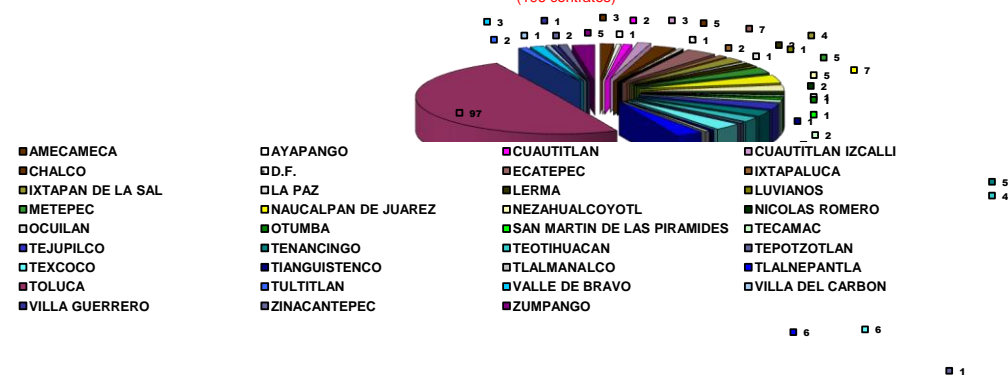 3 1 3 2 3 5 7
2 1 2 5 1 1 2 1 2 1 4
5
5 7
2
1
1
1
1
2
97
AMECAMECA AYAPANGO CUAUTITLAN CUAUTITLAN IZCALLI
CHALCO D.F. ECATEPEC IXTAPALUCA
IXTAPAN DE LA SAL LA PAZ LERMA LUVIANOS
METEPEC NAUCALPAN DE JUAREZ NEZAHUALCOYOTL NICOLAS ROMERO
OCUILAN OTUMBA SAN MARTIN DE LAS PIRAMIDES TECAMAC
TEJUPILCO TENANCINGO TEOTIHUACAN TEPOTZOTLAN
TEXCOCO TIANGUISTENCO TLALMANALCO TLALNEPANTLA
TOLUCA TULTITLAN VALLE DE BRAVO VILLA DEL CARBON
VILLA GUERRERO ZINACANTEPEC ZUMPANGO
5
4
6 6
1